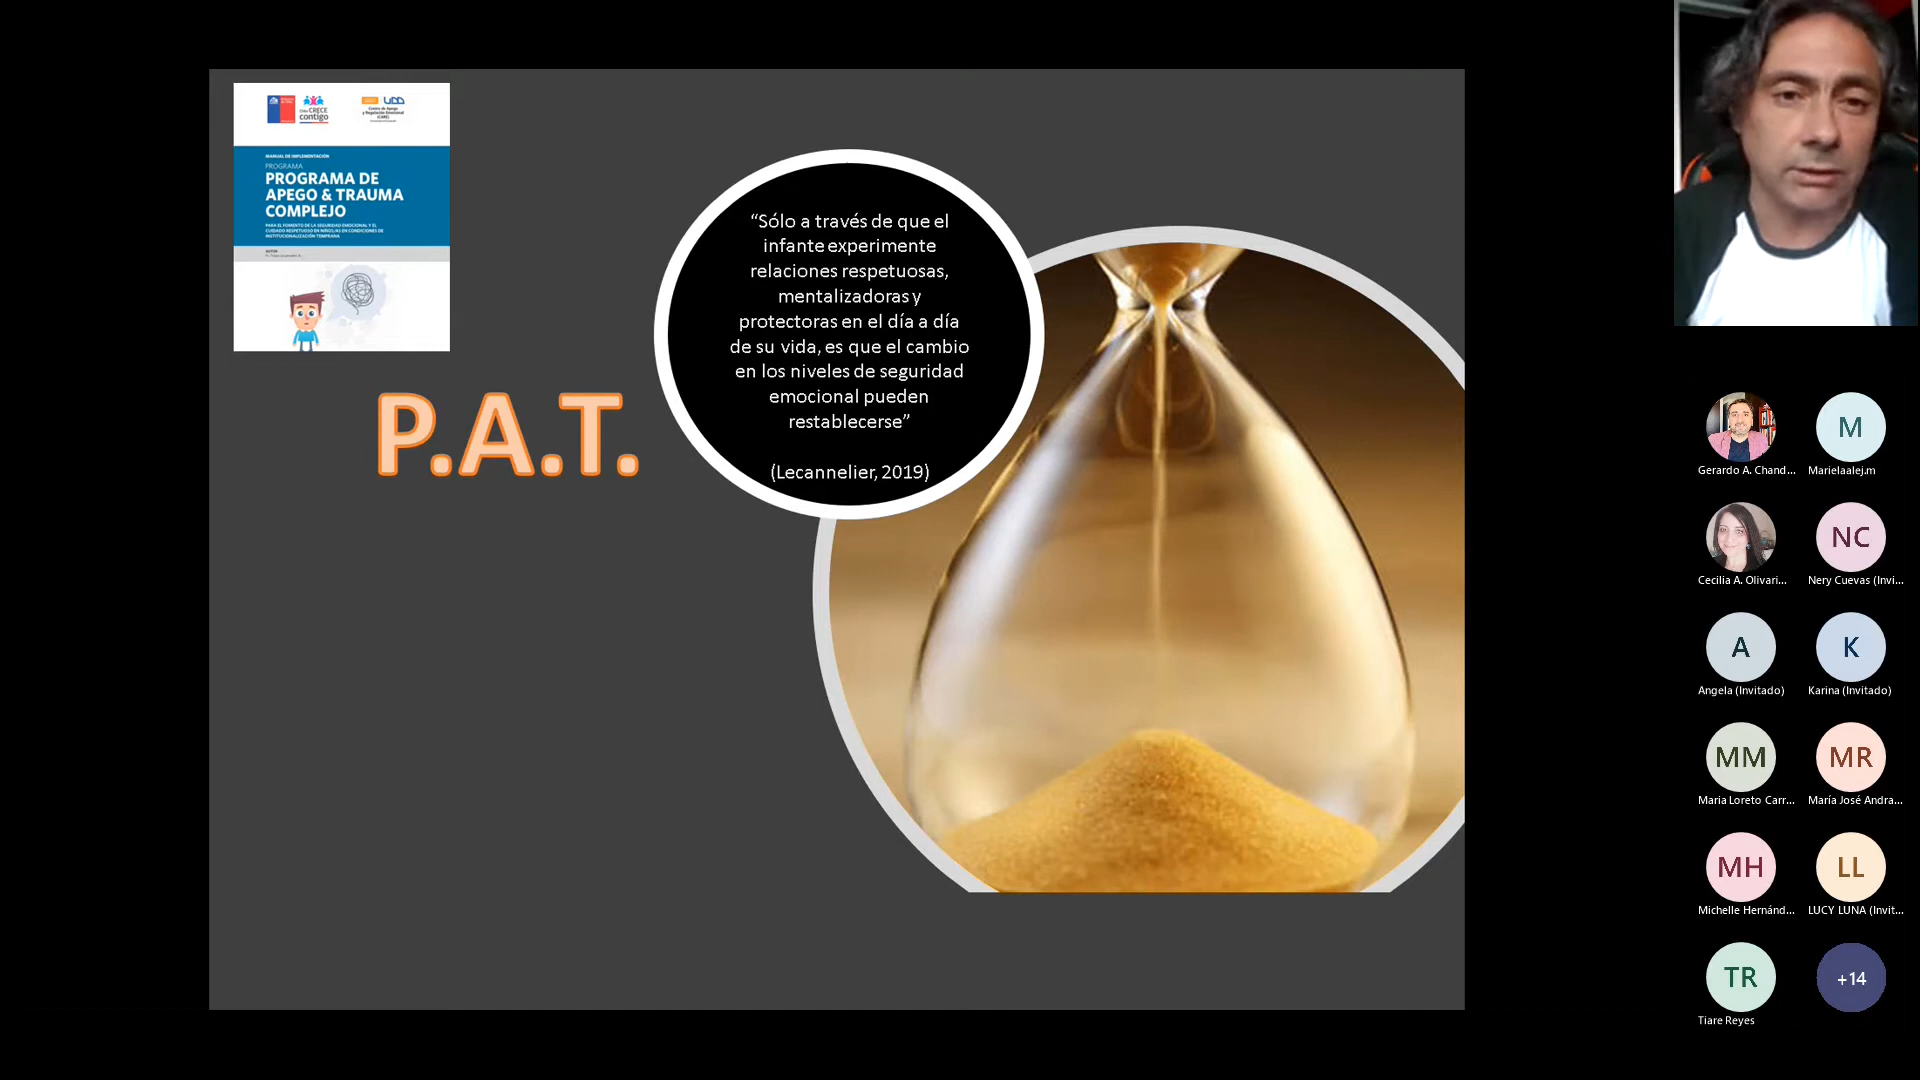 Chile CRECE
contigo
UDD
Centro de Apego
y Regulación Emocional
(CARE)
MANUAL DE IMPLEMENTACIÓN
PROGRAMA
PROGRAMA DE
APEGO & TRAUMA
COMPLEJO
PARA EL FOMENTO DE LA SEGURIDAD EMOCIONAL Y EL
CUIDADO RESPETUOSO EN NIÑOS/AS EN CONDICIONES DE
INSTITUCIONALIZACIÓN TEMPRANA
AUTOR
P.A.T.
“Sólo a través de que el
infante experimente
relaciones respetuosas,
mentalizadoras y
protectoras en el día a día
de su vida, es que el cambio
en los niveles de seguridad
emocional pueden
restablecerse”
(Lecannelier, 2019)
Gerardo A. Chand...
M
Marielaalej.m
Cecilia A. Olivari...
NC
Nery Cuevas (Invi...
A
Angela (Invitado)
K
Karina (Invitado)
MM
Maria Loreto Carr...
MR
María José Andra...
MH
Michelle Hernánd...
LL
LUCY LUNA (Invit...
TR
Tiare Reyes
+14